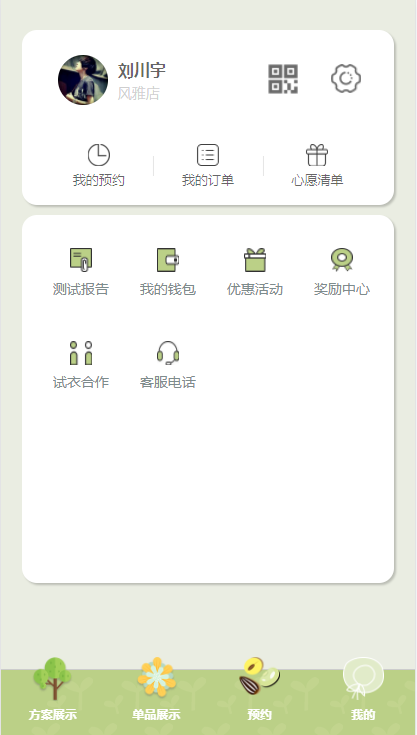 刘川宇
风雅店
我的预约 我的订单 心愿清单
测试报告 我的钱包 优惠活动 奖励中心
试衣合作 客服电话
方案展示 单品展示 预约 我的